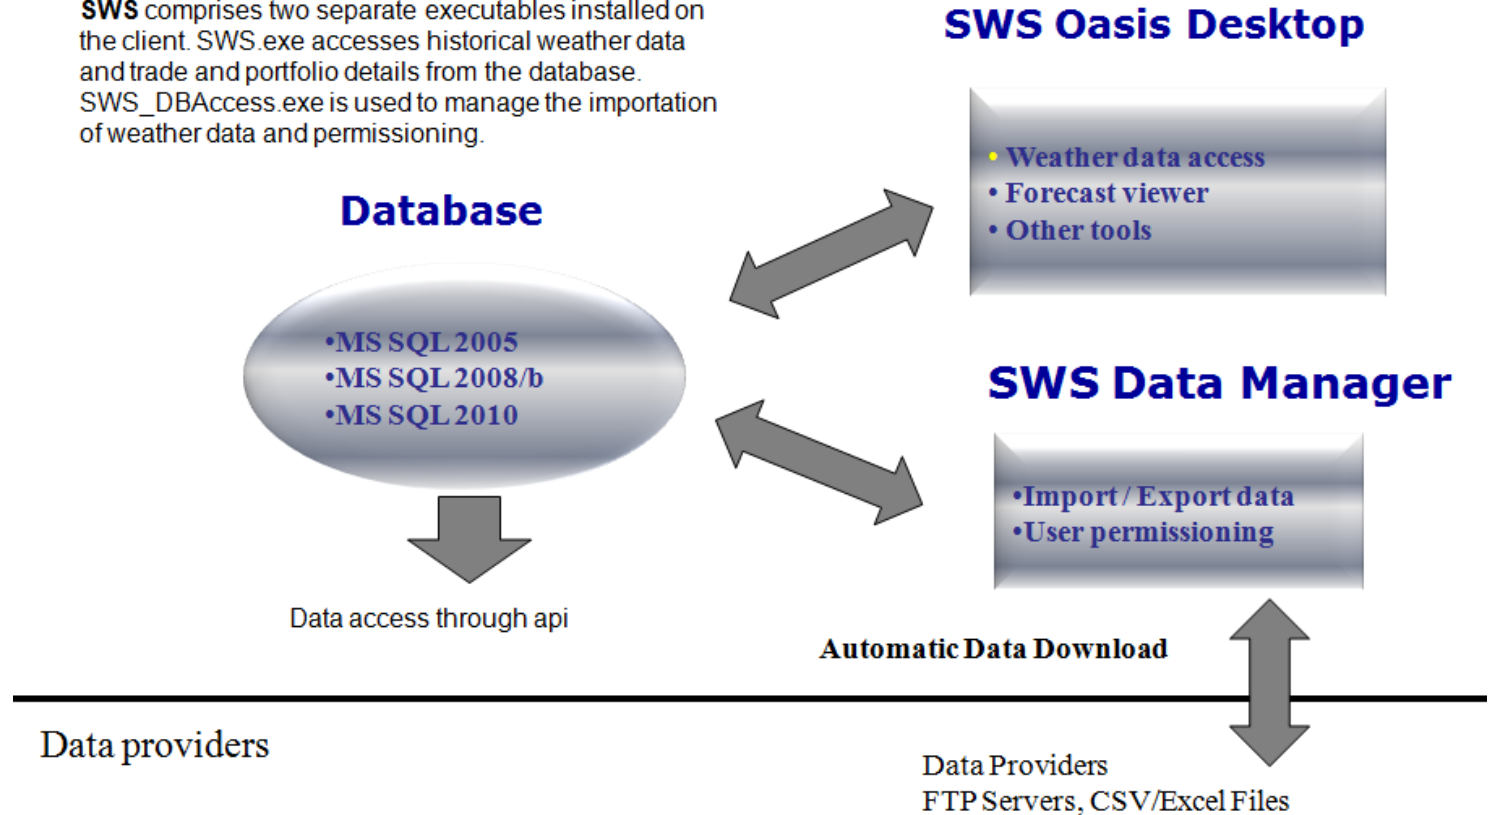 SWS comprises two separate executables installed on
the client. SWS.exe accesses historical weather data
and trade and portfolio details from the database.
SWS_DBAccess.exe is used to manage the importation
of weather data and permissioning.
SWS Oasis Desktop
• Weather data access
• Forecast viewer
• Other tools
Database
•MS SQL 2005
•MS SQL 2008/b
•MS SQL 2010
SWS Data Manager
•Import / Export data
•User permissioning
Data access through api
Automatic Data Download
Data providers
Data Providers
FTP Servers, CSV/Excel Files